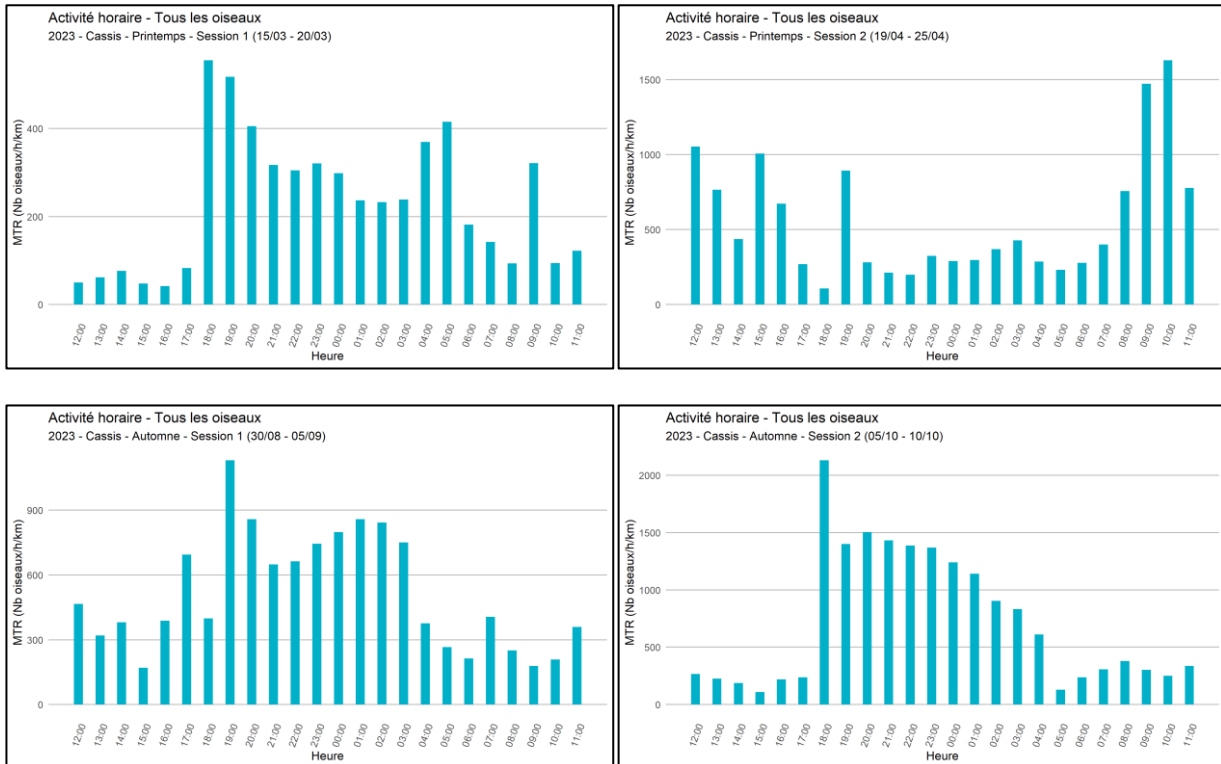 Activité horaire - Tous les oiseaux
2023 - Cassis - Printemps - Session 1 (15/03 - 20/03)
MTR (Nb oiseaux/h/km)
400
200
0
12:00 13:00 14:00 15:00 16:00 17:00 18:00 19:00 20:00 21:00 22:00 23:00 00:00 01:00 02:00 03:00 04:00 05:00 06:00 07:00 08:00 09:00 10:00 11:00
Heure
Activité horaire - Tous les oiseaux
2023 - Cassis - Printemps - Session 2 (19/04 - 25/04)
MTR (Nb oiseaux/h/km)
1500
1000
500
0
12:00 13:00 14:00 15:00 16:00 17:00 18:00 19:00 20:00 21:00 22:00 23:00 00:00 01:00 02:00 03:00 04:00 05:00 06:00 07:00 08:00 09:00 10:00 11:00
Heure
Activité horaire - Tous les oiseaux
2023 - Cassis - Automne - Session 1 (30/08 - 05/09)
MTR (Nb oiseaux/h/km)
900
600
300
0
12:00 13:00 14:00 15:00 16:00 17:00 18:00 19:00 20:00 21:00 22:00 23:00 00:00 01:00 02:00 03:00 04:00 05:00 06:00 07:00 08:00 09:00 10:00 11:00
Heure
Activité horaire - Tous les oiseaux
2023 - Cassis - Automne - Session 2 (05/10 - 10/10)
MTR (Nb oiseaux/h/km)
2000
1500
1000
500
0
12:00 13:00 14:00 15:00 16:00 17:00 18:00 19:00 20:00 21:00 22:00 23:00 00:00 01:00 02:00 03:00 04:00 05:00 06:00 07:00 08:00 09:00 10:00 11:00
Heure